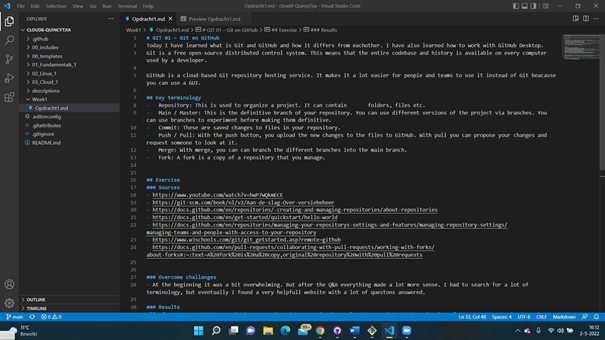 File Edit Selection View Go Run Terminal Help
Opdracht1.md - cloud8-QuincyTjia - Visual Studio Code
EXPLORER
CLOUD8-QUINCYTJIA
.github
00_includes
00_templates
01_Fundamentals_1
02_Linux_1
03_Cloud_1
descriptions
Week1
Opdracht1.md
.editorconfig
.gitattributes
.gitignore
README.md
OUTLINE
TIMELINE
Opdracht1.md
Preview Opdracht1.md
Week1 > Opdracht1.md > # GIT 01 – Git en GitHub > ## Exercise > ### Results
1 # GIT 01 – Git en GitHub
2 Today I have learned what is Git and GitHub and how it differs from eachother. I have also learned how to work with GitHub Desktop.
3 Git is a free open-source distributed control system. This means that the entire codebase and history is available on every computer
used by a developer.
4
5 GitHub is a cloud-based Git repository hosting service. It makes it a lot easier for people and teams to use it instead of Git beacause
you can use a GUI.
6
7 ## Key terminology
8 - Repository: This is used to organize a project. It can contain folders, files etc.
9 - Main / Master: This is the definitive branch of your repository. You can use different versions of the project via branches. You
can use branches to experiment before making them definitive.
10 - Commit: These are saved changes to files in your repository.
11 - Push / Pull: With the push button, you upload the new changes to the files to GitHub. With pull you can propose your changes and
request someone to look at it.
12 - Merge: With merge, you can can branch the different branches into the main branch.
13 - Fork: A fork is a copy of a repository that you manage.
14
15
16 ## Exercise
17 ### Sources
18 - https://www.youtube.com/watch?v=hwP7WQkmECE
19 - https://git-scm.com/book/nl/v2/Aan-de-slag-Over-versiebeheer
20 - https://docs.github.com/en/repositories/-creating-and-managing-repositories/about-repositories
21 - https://docs.github.com/en/get-started/quickstart/hello-world
22 - https://docs.github.com/en/repositories/managing-your-repositorys-settings-and-features/managing-repository-settings/
managing-teams-and-people-with-access-to-your-repository
23 - https://www.w3schools.com/git/git_getstarted.asp?remote=github
24 - https://docs.github.com/en/pull-requests/collaborating-with-pull-requests/working-with-forks/
about-forks#:~:text=A%20fork%20is%20a%20copy,original%20repository%20with%20pull%20requests
25
26
27 ### Overcome challanges
28 - At the beginning it was a bit overwhelming. But after the Q&A everything made a lot more sense. I had to search for a lot of
terminology, but eventually I found a very helpfull website with a lot of questons answered.
29
30 ### Results
main
0 0
Ln 33, Col 48 Spaces: 4 UTF-8 CRLF Markdown
11°C
Bewolkt
99+
16:12
2-5-2022